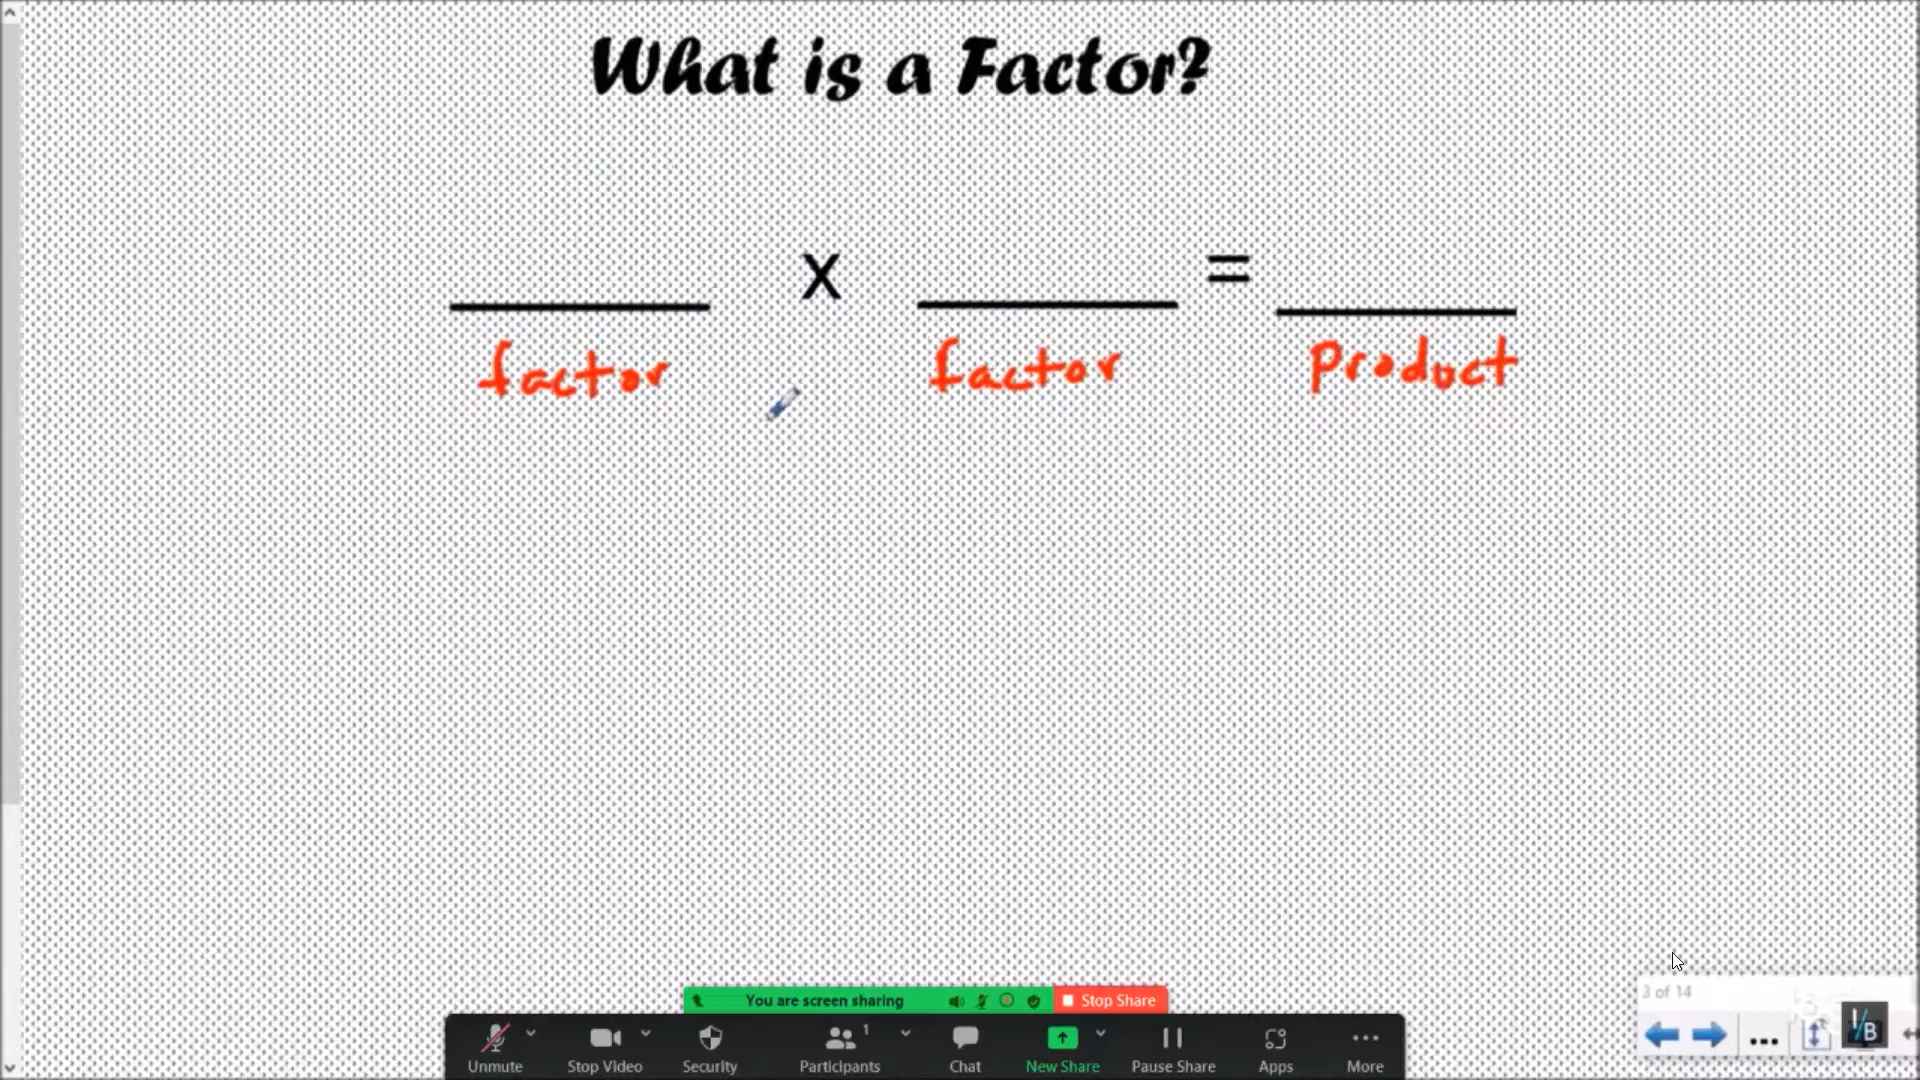 What is a Factor?
x =
factor factor product
You are screen sharing Stop Share
3 of 14
1
Unmute Stop Video Security Participants Chat New Share Pause Share Apps More
I/B